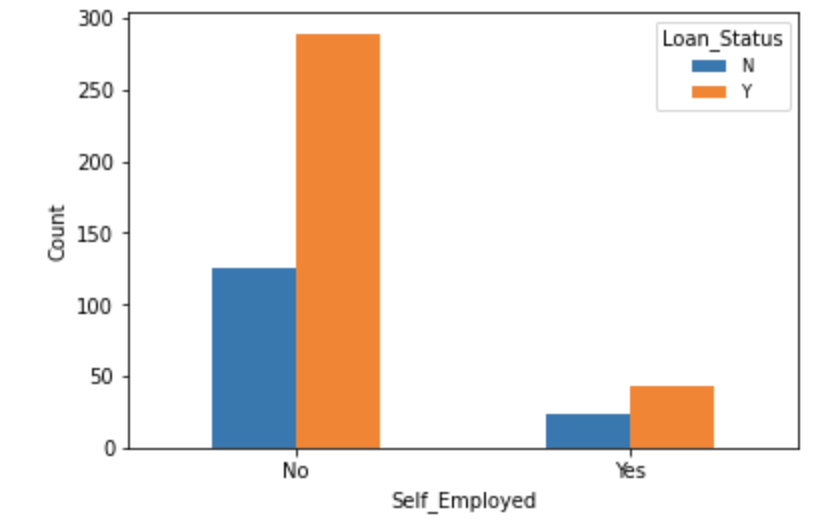 300
250
200
150
100
50
0
Count
No
Yes
Self_Employed
Loan_Status
N
Y